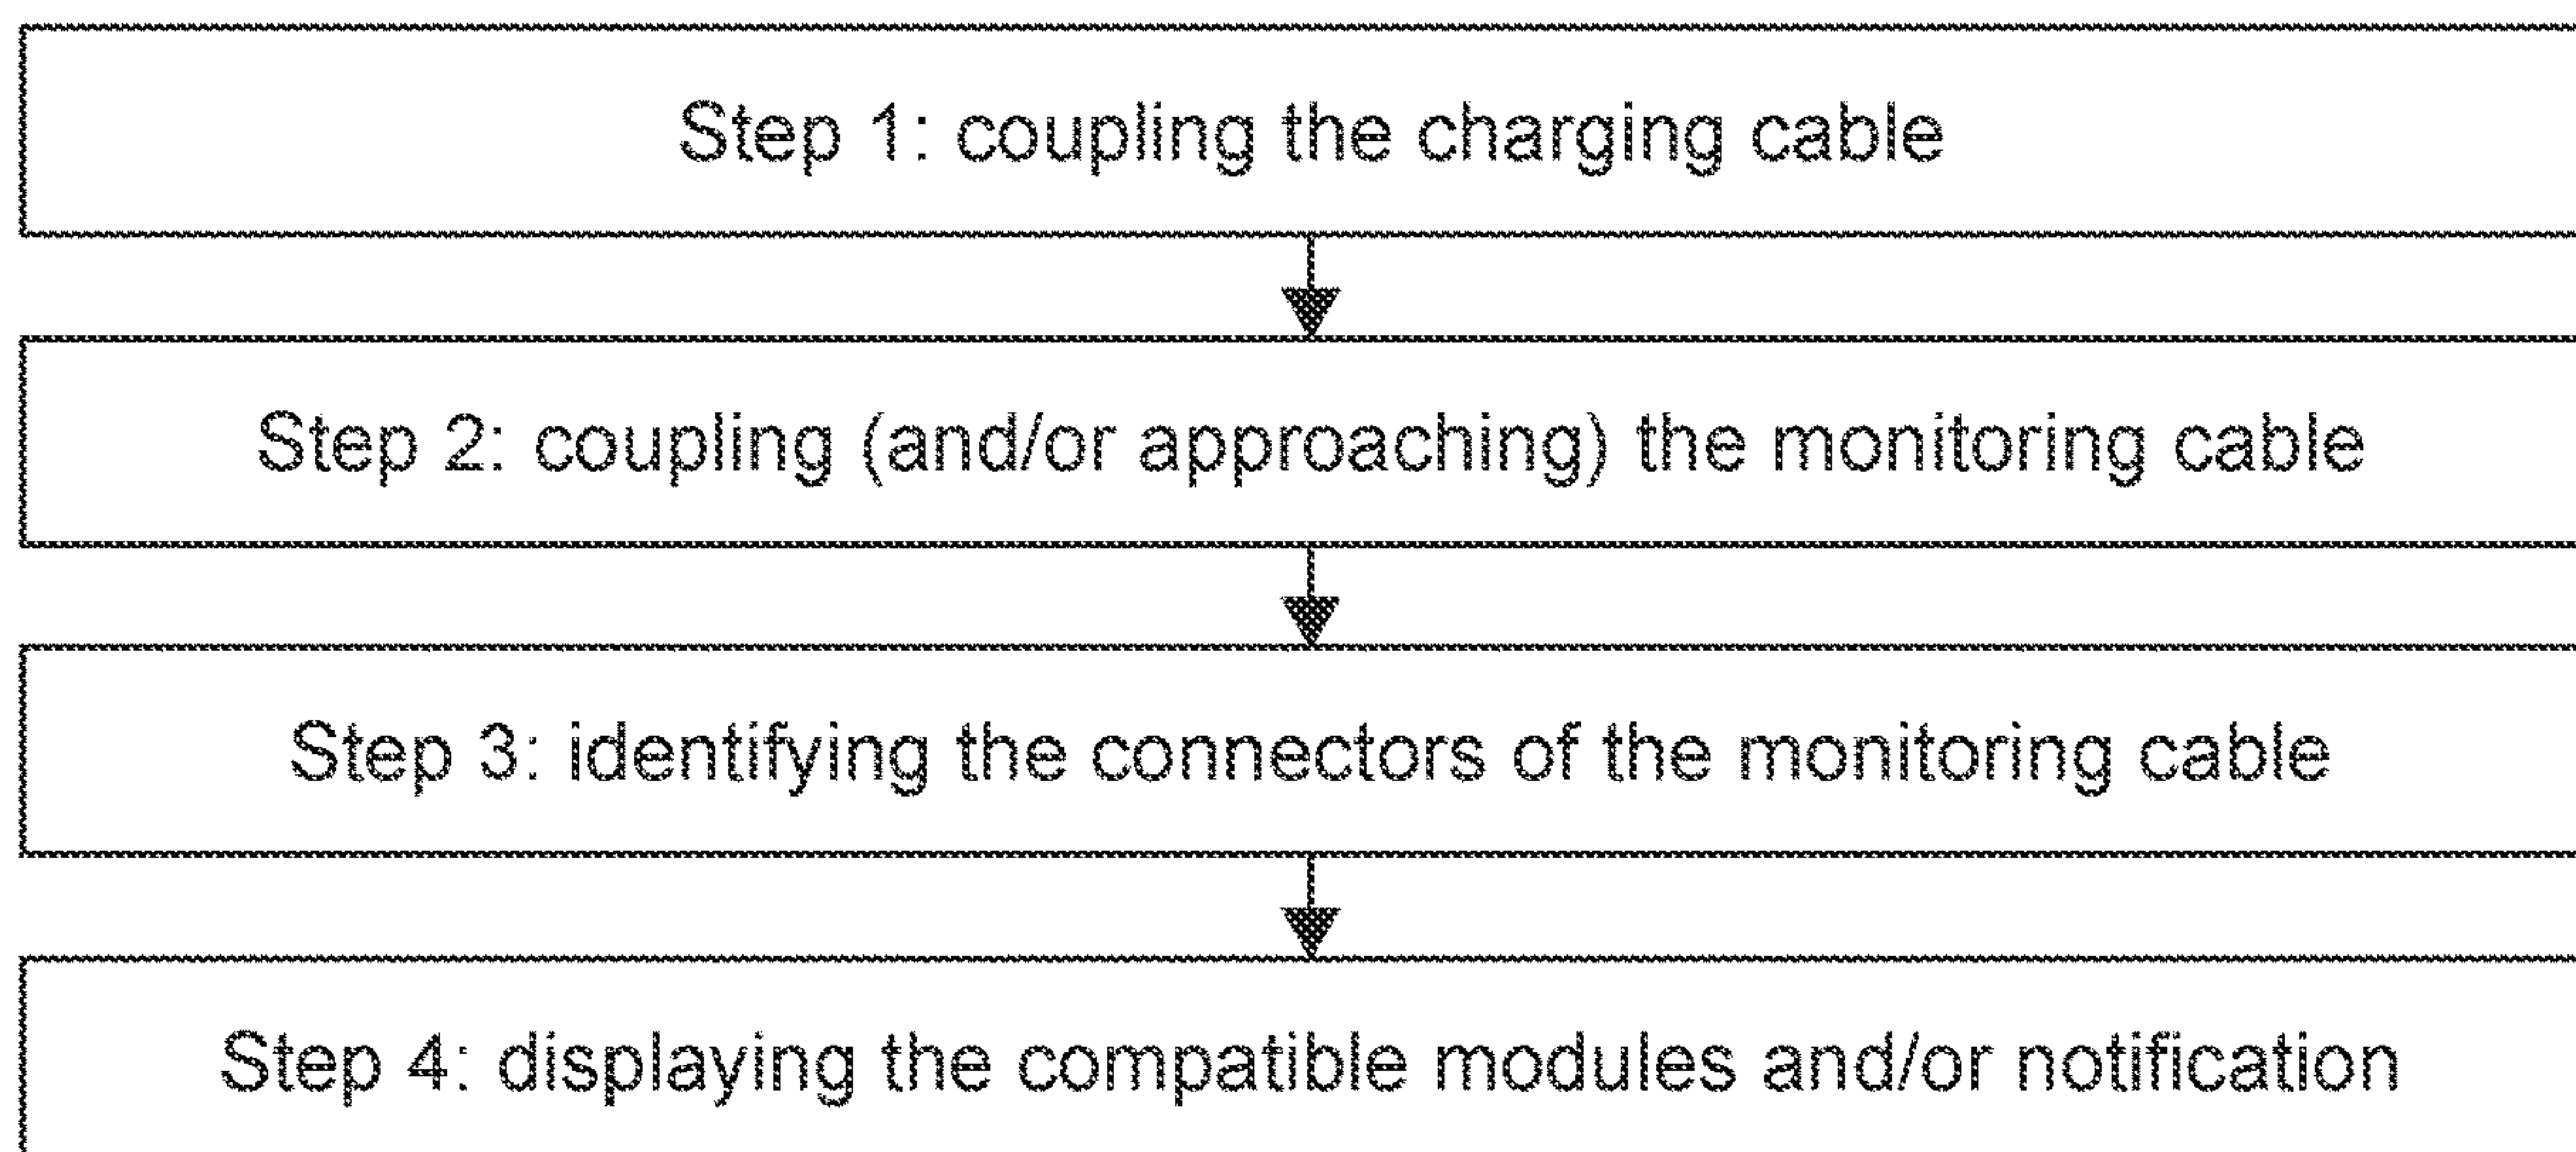 Step 1: coupling the charging cable
Step 2: coupling (and/or approaching) the monitoring cable
Step 3: identifying the connectors of the monitoring cable
Step 4: displaying the compatible modules and/or notification